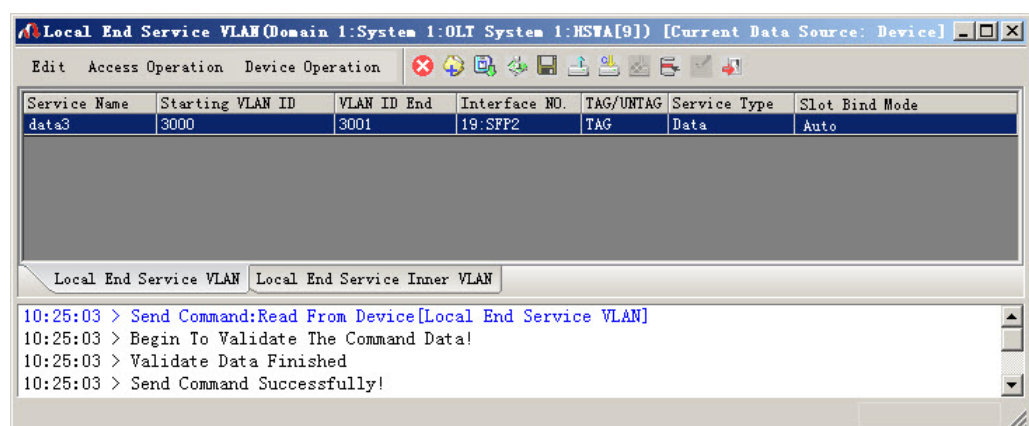 Local End Service VLAN(Domain 1:System 1:OLT System 1:HSWA[9]) [Current Data Source: Device]
Edit Access Operation Device Operation
Service Name Starting VLAN ID VLAN ID End Interface NO. TAG/UNTAG Service Type Slot Bind Mode
data3 3000 3001 19:SFP2 TAG Data Auto
Local End Service VLAN Local End Service Inner VLAN
10:25:03 > Send Command:Read From Device[Local End Service VLAN]
10:25:03 > Begin To Validate The Command Data!
10:25:03 > Validate Data Finished
10:25:03 > Send Command Successfully!